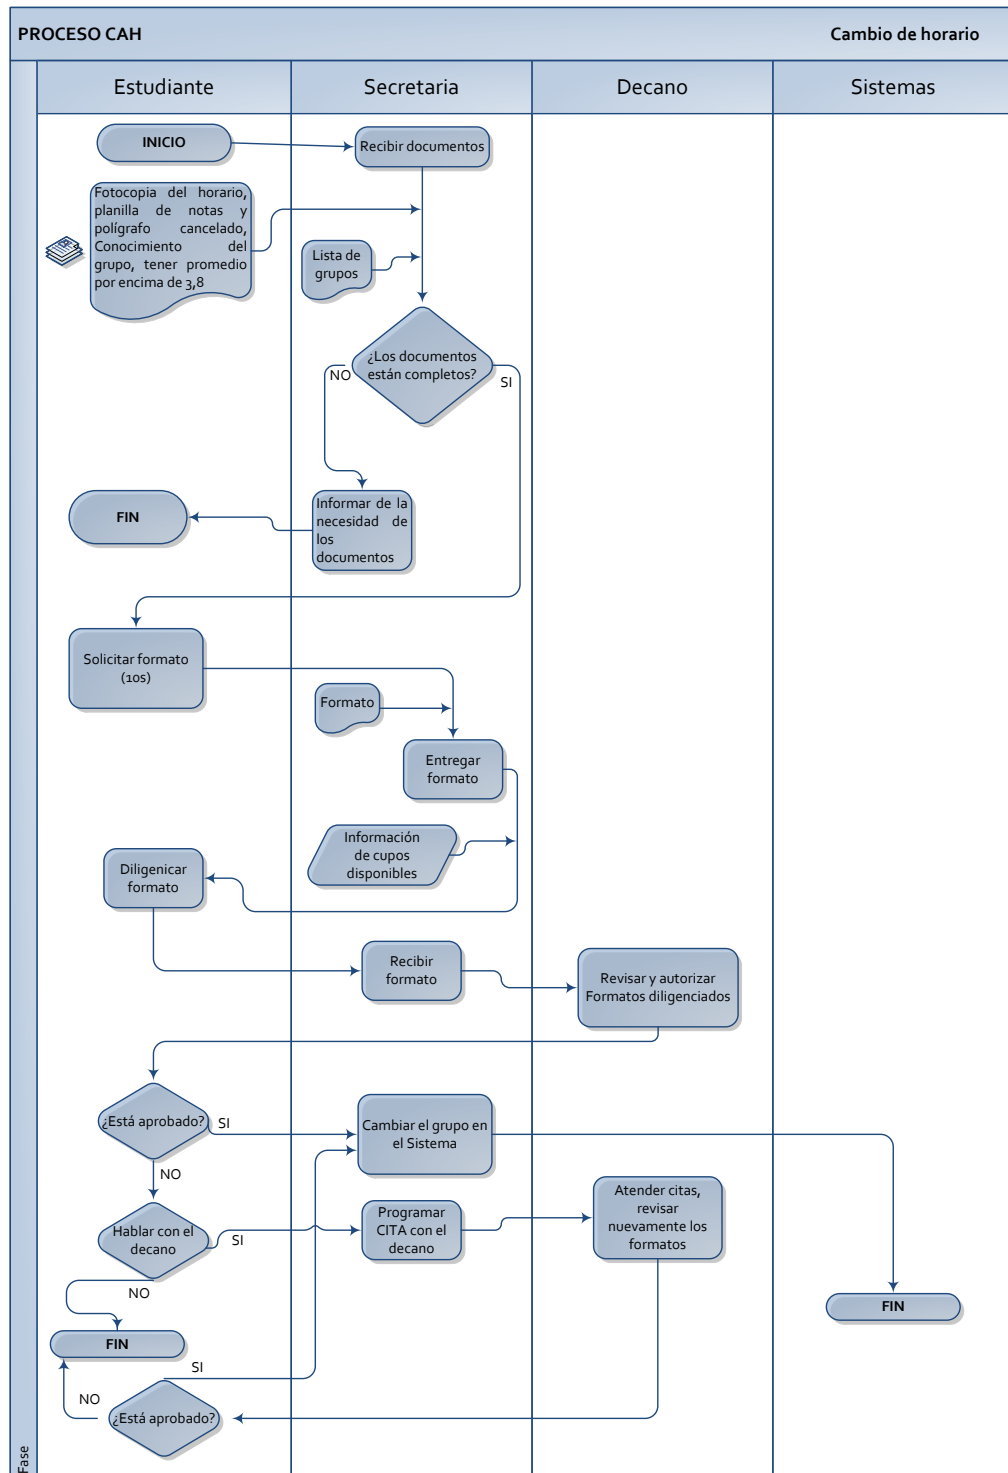 PROCESO CAH
Cambio de horario
Estudiante
Secretaria
Decano
Sistemas
INICIO
Recibir documentos
Fotocopia del horario,
planilla de notas y
polígrafo cancelado,
Conocimiento del
grupo, tener promedio
por encima de 3,8
Lista de
grupos
¿Los documentos
están completos?
NO
SI
Informar de la
necesidad de
los
documentos
FIN
Solicitar formato
(10s)
Formato
Entregar
formato
Información
de cupos
disponibles
Diligenicar
formato
Recibir
formato
Revisar y autorizar
Formatos diligenciados
¿Está aprobado?
SI
Cambiar el grupo en
el Sistema
NO
Hablar con el
decano
SI
Programar
CITA con el
decano
Atender citas,
revisar
nuevamente los
formatos
NO
FIN
FIN
SI
NO
¿Está aprobado?
Fase